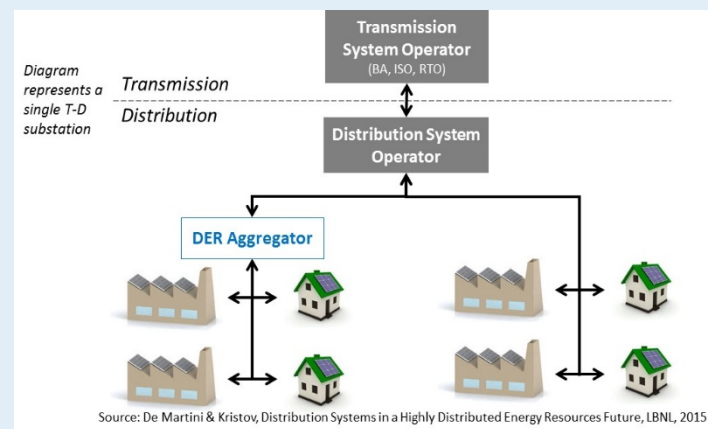 Transmission
System Operator
(BA, ISO, RTO)
Diagram
represents a
single T-D
substation
Transmission
Distribution
Distribution System
Operator
DER Aggregator
Source: De Martini & Kristov, Distribution Systems in a Highly Distributed Energy Resources Future, LBNL, 2015